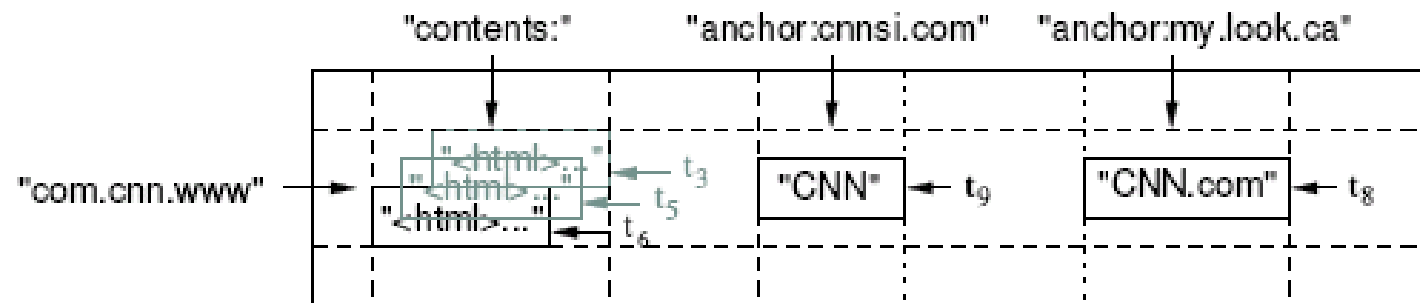 "contents:" "anchor:cnnsi.com" "anchor:my.look.ca"
"<html>..." t3
"com.cnn.www" "<html>..." t5 "CNN" t9 "CNN.com" t8
"<html>..." t6